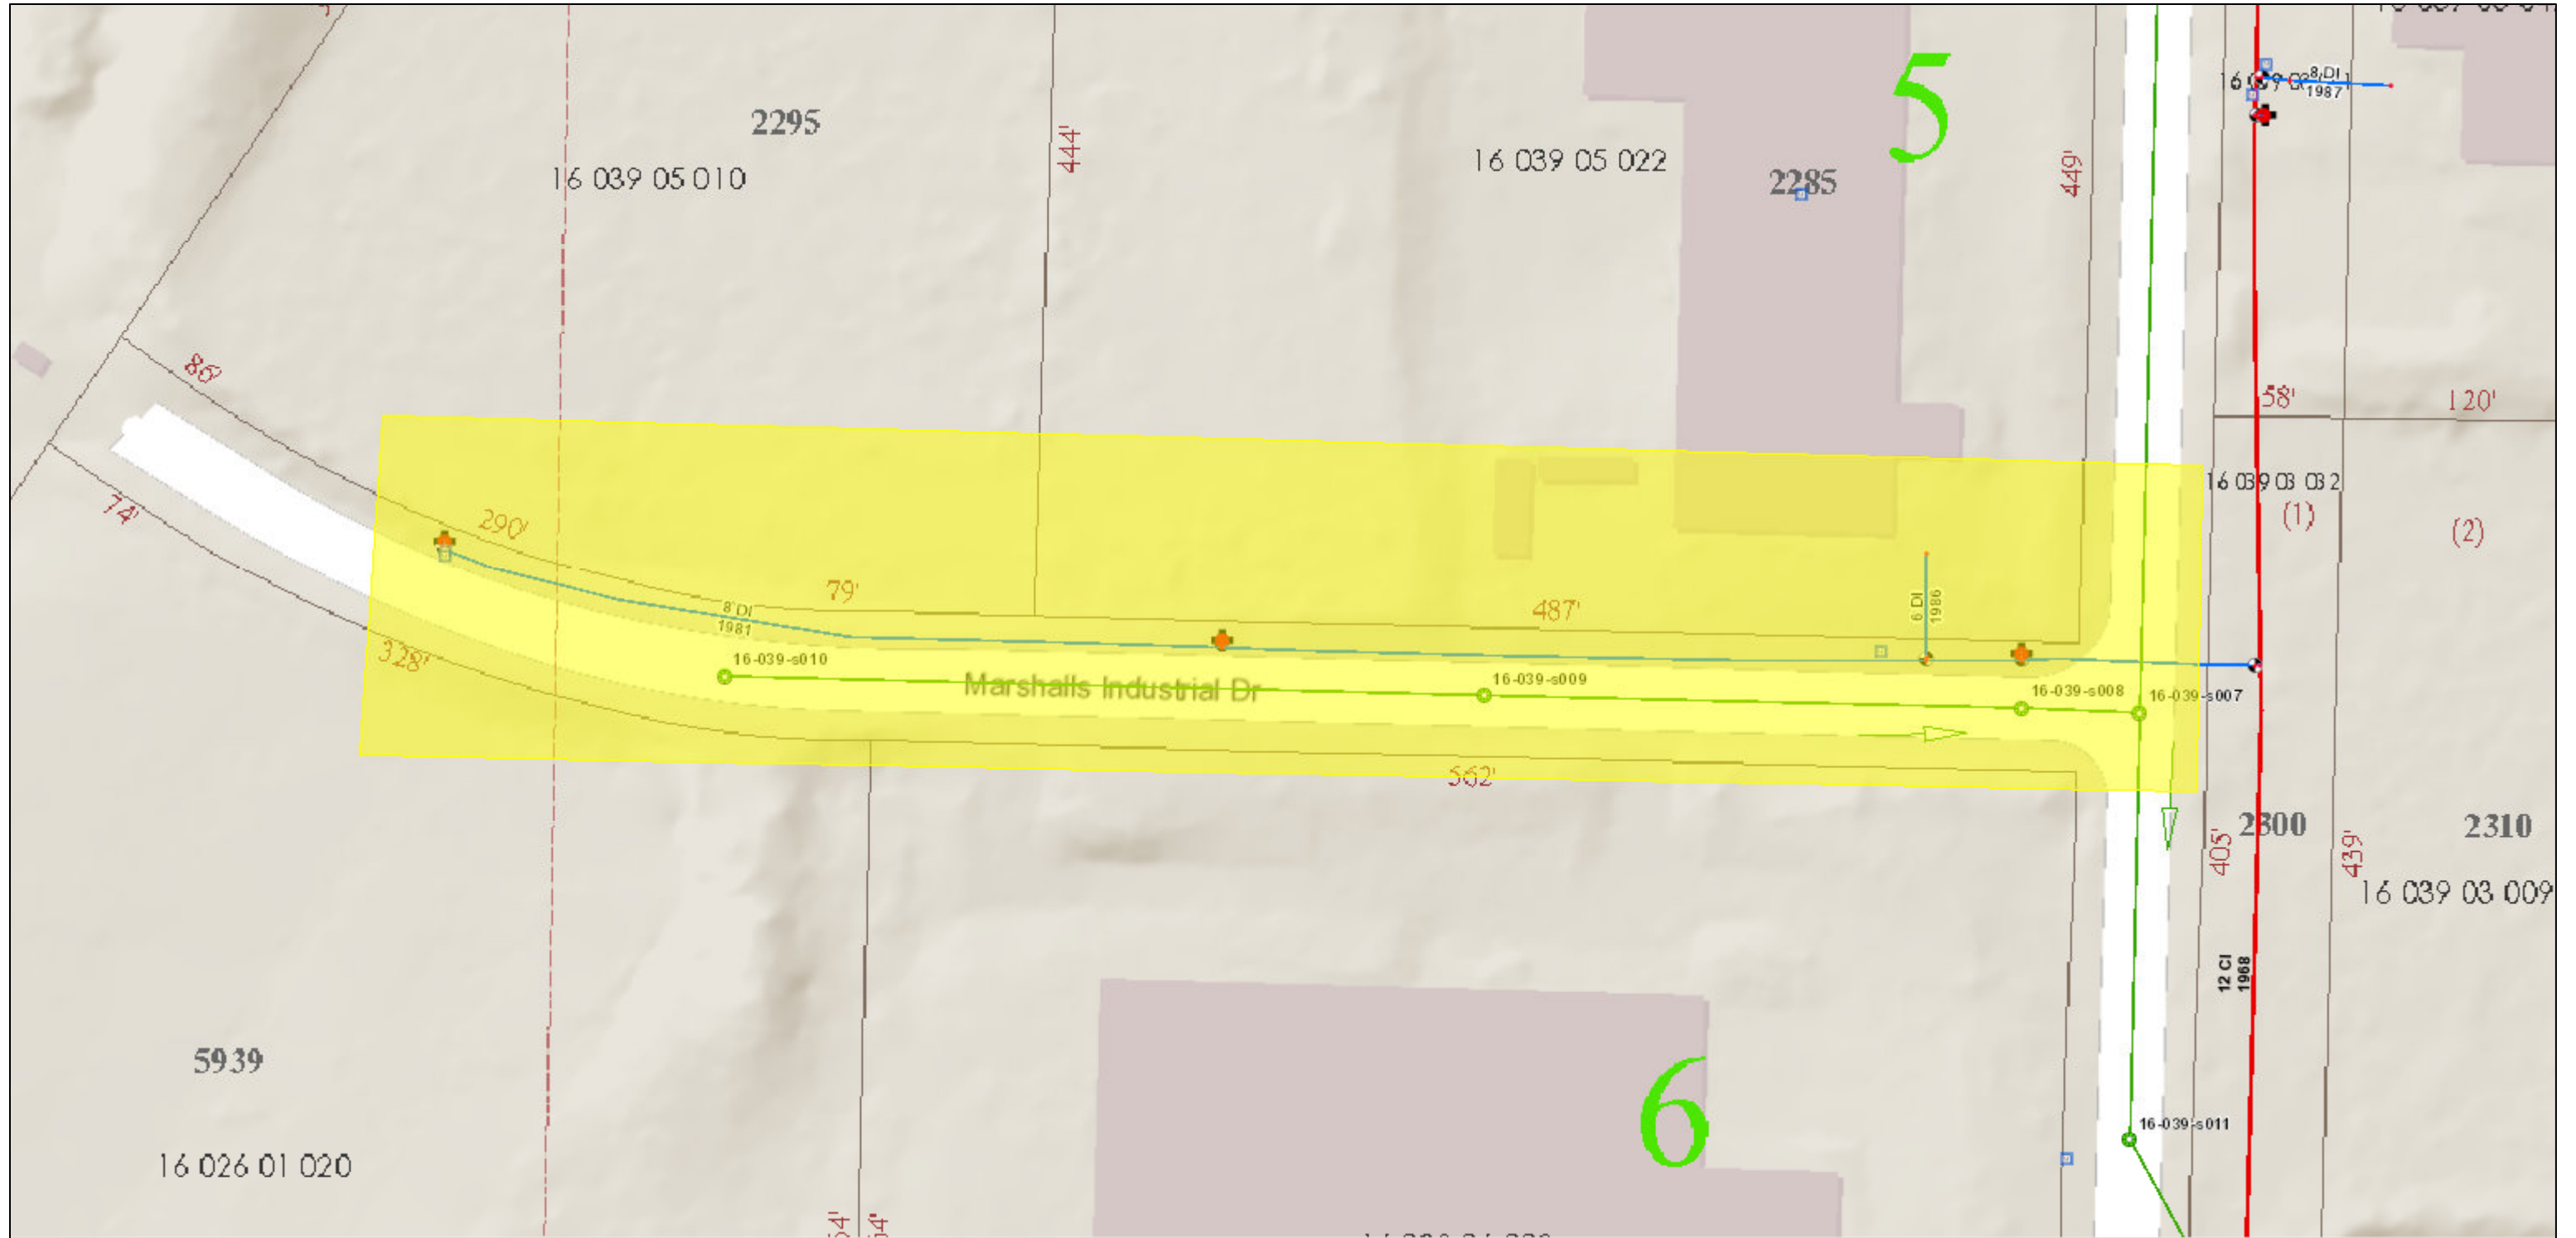 5
8 DI
1987
2295
444'
16 039 05 022
449'
16 039 05 010
2285
86'
58'
120'
16 039 03 032
74'
290'
(1)
(2)
79'
487'
6 DI
1986
8 DI
1981
328'
16-039-s010
16-039-s009
Marshalls Industrial Dr
16-039-s008
16-039-s007
562'
2300
2310
405'
439'
16 039 03 009
12 CI
1968
5939
6
16-039-s011
16 026 01 020